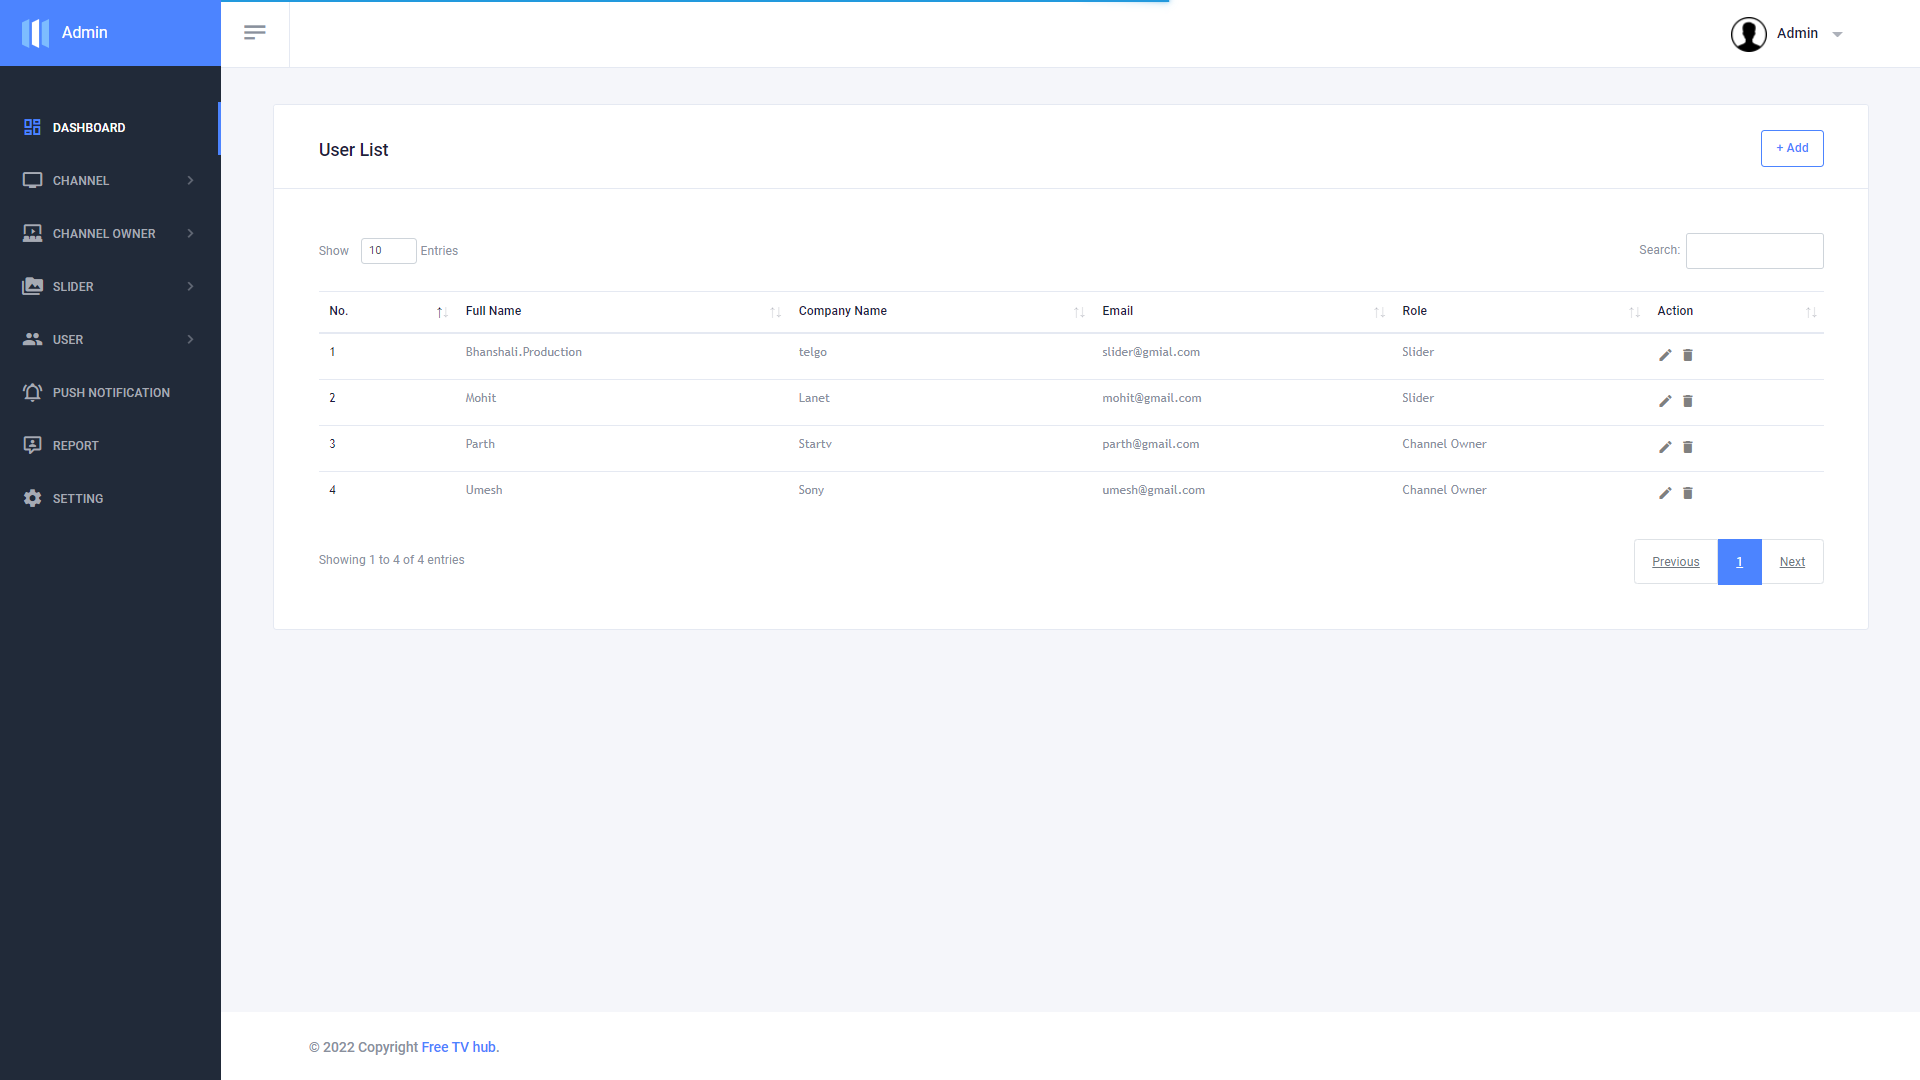 Admin
Admin
DASHBOARD
CHANNEL
CHANNEL OWNER
SLIDER
USER
PUSH NOTIFICATION
REPORT
SETTING
User List
+ Add
Show 10 Entries
Search:
No. Full Name Company Name Email Role Action
1 Bhanshali.Production telgo slider@gmial.com Slider
2 Mohit Lanet mohit@gmail.com Slider
3 Parth Startv parth@gmail.com Channel Owner
4 Umesh Sony umesh@gmail.com Channel Owner
Showing 1 to 4 of 4 entries
Previous 1 Next
© 2022 Copyright Free TV hub.